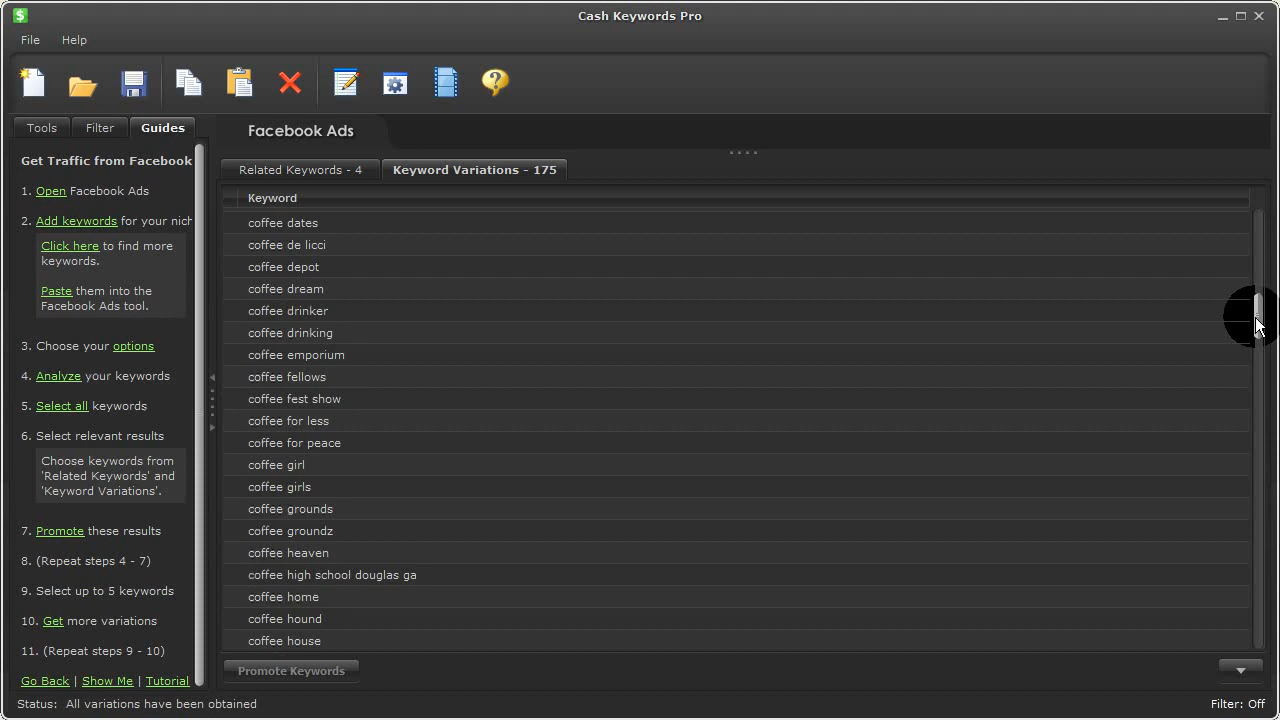 Cash Keywords Pro
File Help
Tools Filter Guides
Get Traffic from Facebook
1. Open Facebook Ads
2. Add keywords for your nich
Click here to find more
keywords.
Paste them into the
Facebook Ads tool.
3. Choose your options
4. Analyze your keywords
5. Select all keywords
6. Select relevant results
Choose keywords from
'Related Keywords' and
'Keyword Variations'.
7. Promote these results
8. (Repeat steps 4 - 7)
9. Select up to 5 keywords
10. Get more variations
11. (Repeat steps 9 - 10)
Go Back | Show Me | Tutorial
Facebook Ads
Related Keywords - 4 Keyword Variations - 175
Keyword
coffee dates
coffee de licci
coffee depot
coffee dream
coffee drinker
coffee drinking
coffee emporium
coffee fellows
coffee fest show
coffee for less
coffee for peace
coffee girl
coffee girls
coffee grounds
coffee groundz
coffee heaven
coffee high school douglas ga
coffee home
coffee hound
coffee house
Promote Keywords
Status: All variations have been obtained
Filter: Off